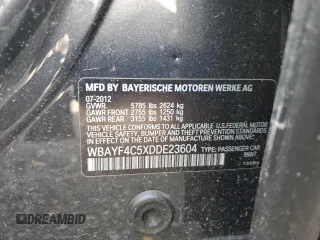 MFD BY BAYERISCHE MOTOREN WERKE AG
07-2012
GVWR: 5785 lbs 2624 kg
GAWR FRONT 2755 lbs 1250 kg
GAWR REAR 3155 lbs 1431 kg
THIS VEHICLE CONFORMS TO ALL APPLICABLE U.S.FEDERAL MOTOR
VEHICLE SAFETY, BUMPER AND THEFT PREVENTION STANDARDS IN EFFECT
ON THE DATE OF MANUFACTURE SHOWN ABOVE.
WBAYF4C5XDDE23604 TYPE: PASSENGER CAR
©DREAMBID
DREAMBID.COM